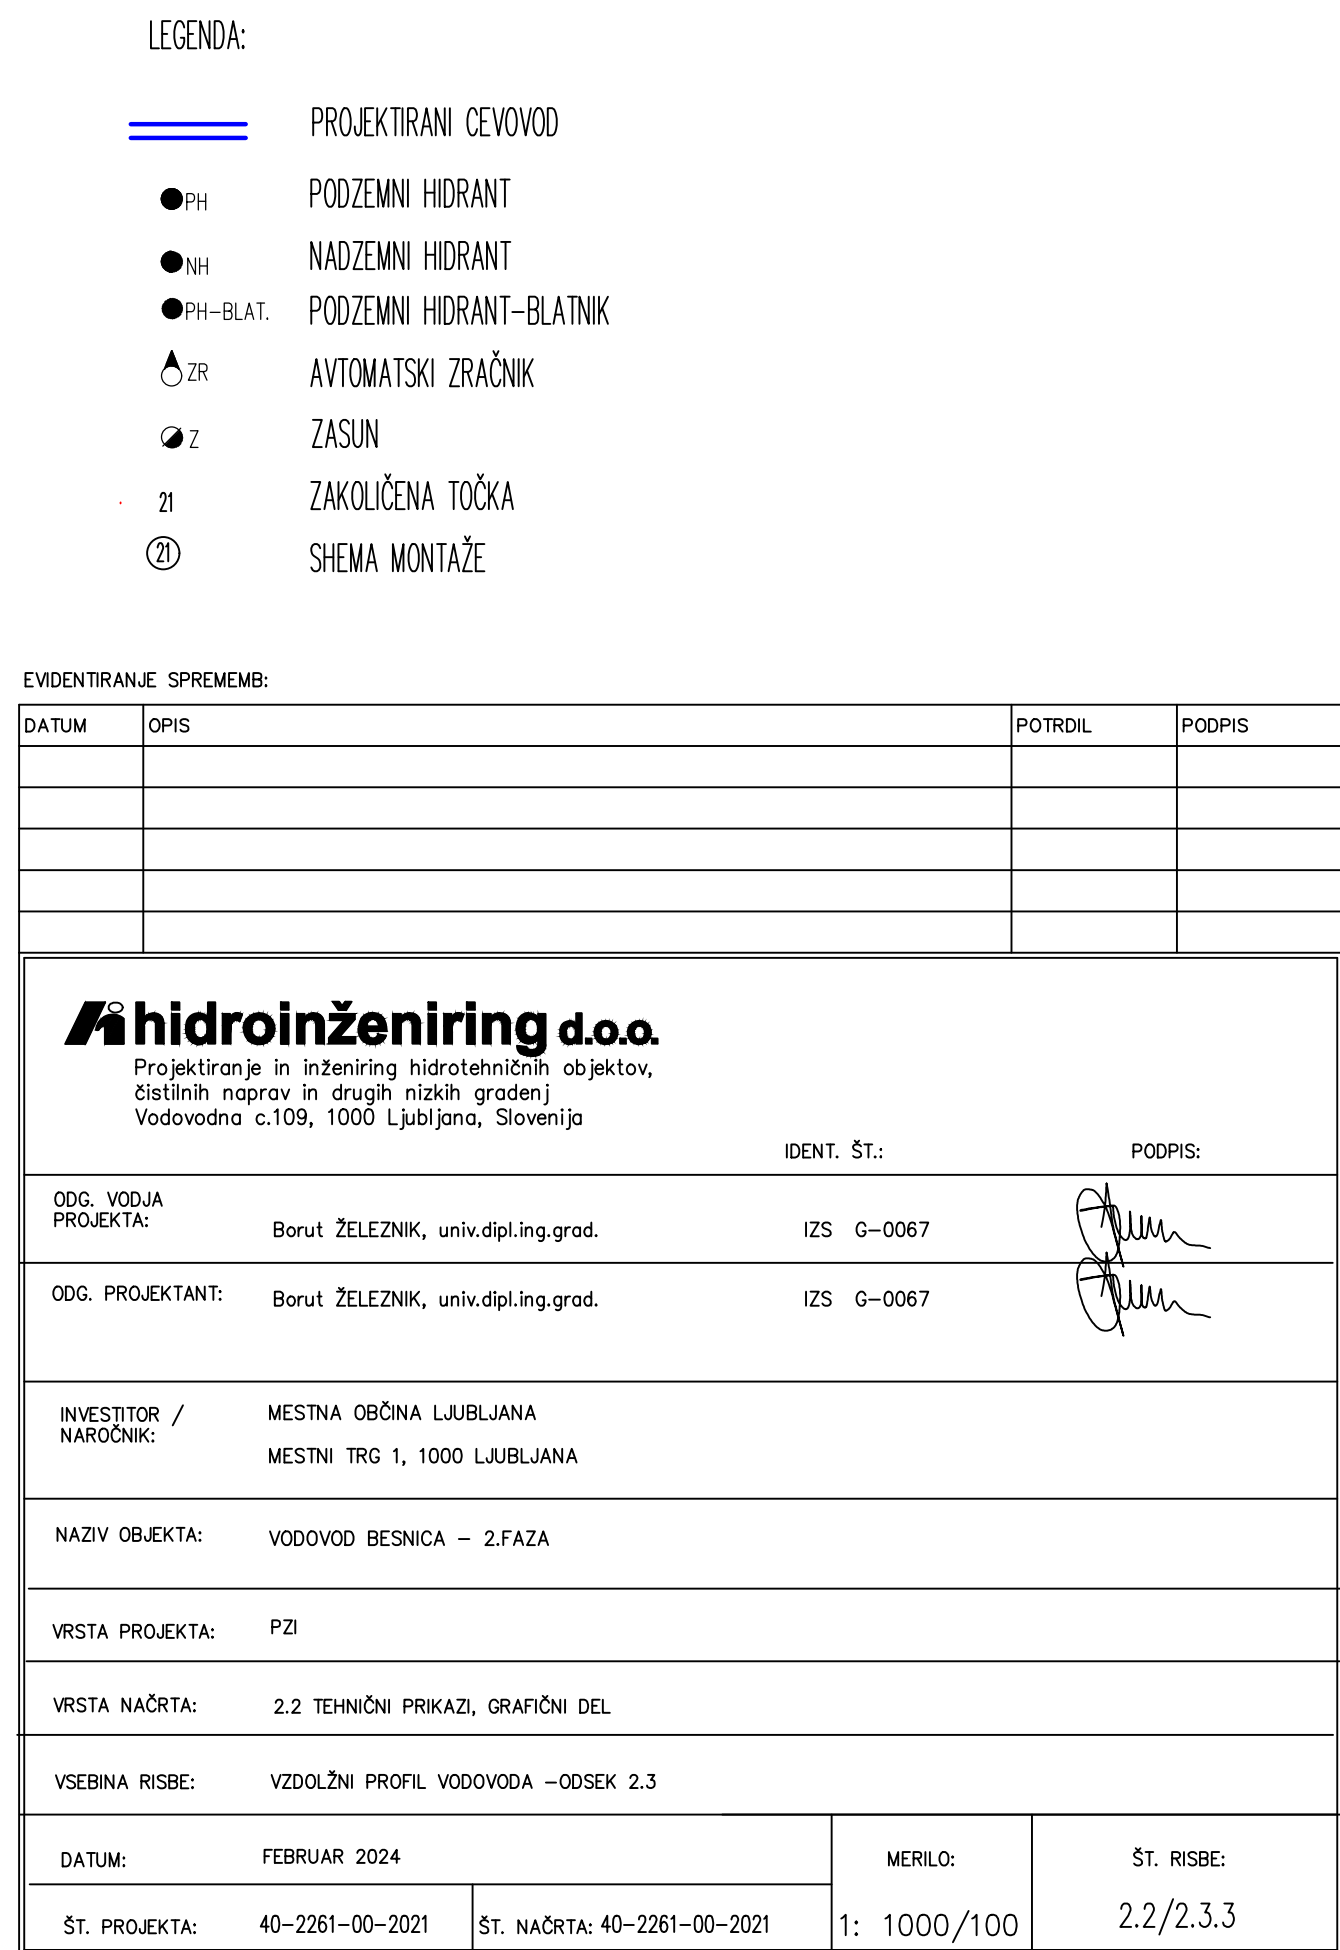 LEGENDA:
PROJEKTIRANI CEVOVOD
PH PODZEMNI HIDRANT
NH NADZEMNI HIDRANT
PH-BLAT. PODZEMNI HIDRANT-BLATNIK
ZR AVTOMATSKI ZRAČNIK
Z ZASUN
21 ZAKOLIČENA TOČKA
21 SHEMA MONTAŽE
EVIDENTIRANJE SPREMEMB:
DATUM OPIS POTRDIL PODPIS
hidroinženiring d.o.o.
Projektiranje in inženiring hidrotehničnih objektov,
čistilnih naprav in drugih nizkih gradenj
Vodovodna c.109, 1000 Ljubljana, Slovenija
IDENT. ŠT.: PODPIS:
ODG. VODJA
PROJEKTA:
Borut ŽELEZNIK, univ.dipl.ing.grad. IZS G-0067
ODG. PROJEKTANT: Borut ŽELEZNIK, univ.dipl.ing.grad. IZS G-0067
INVESTITOR /
NAROČNIK:
MESTNA OBČINA LJUBLJANA
MESTNI TRG 1, 1000 LJUBLJANA
NAZIV OBJEKTA: VODOVOD BESNICA - 2.FAZA
VRSTA PROJEKTA: PZI
VRSTA NAČRTA: 2.2 TEHNIČNI PRIKAZI, GRAFIČNI DEL
VSEBINA RISBE: VZDOLŽNI PROFIL VODOVODA -ODSEK 2.3
DATUM: FEBRUAR 2024 MERILO: ŠT. RISBE:
ŠT. PROJEKTA: 40-2261-00-2021 ŠT. NAČRTA: 40-2261-00-2021 1: 1000/100 2.2/2.3.3